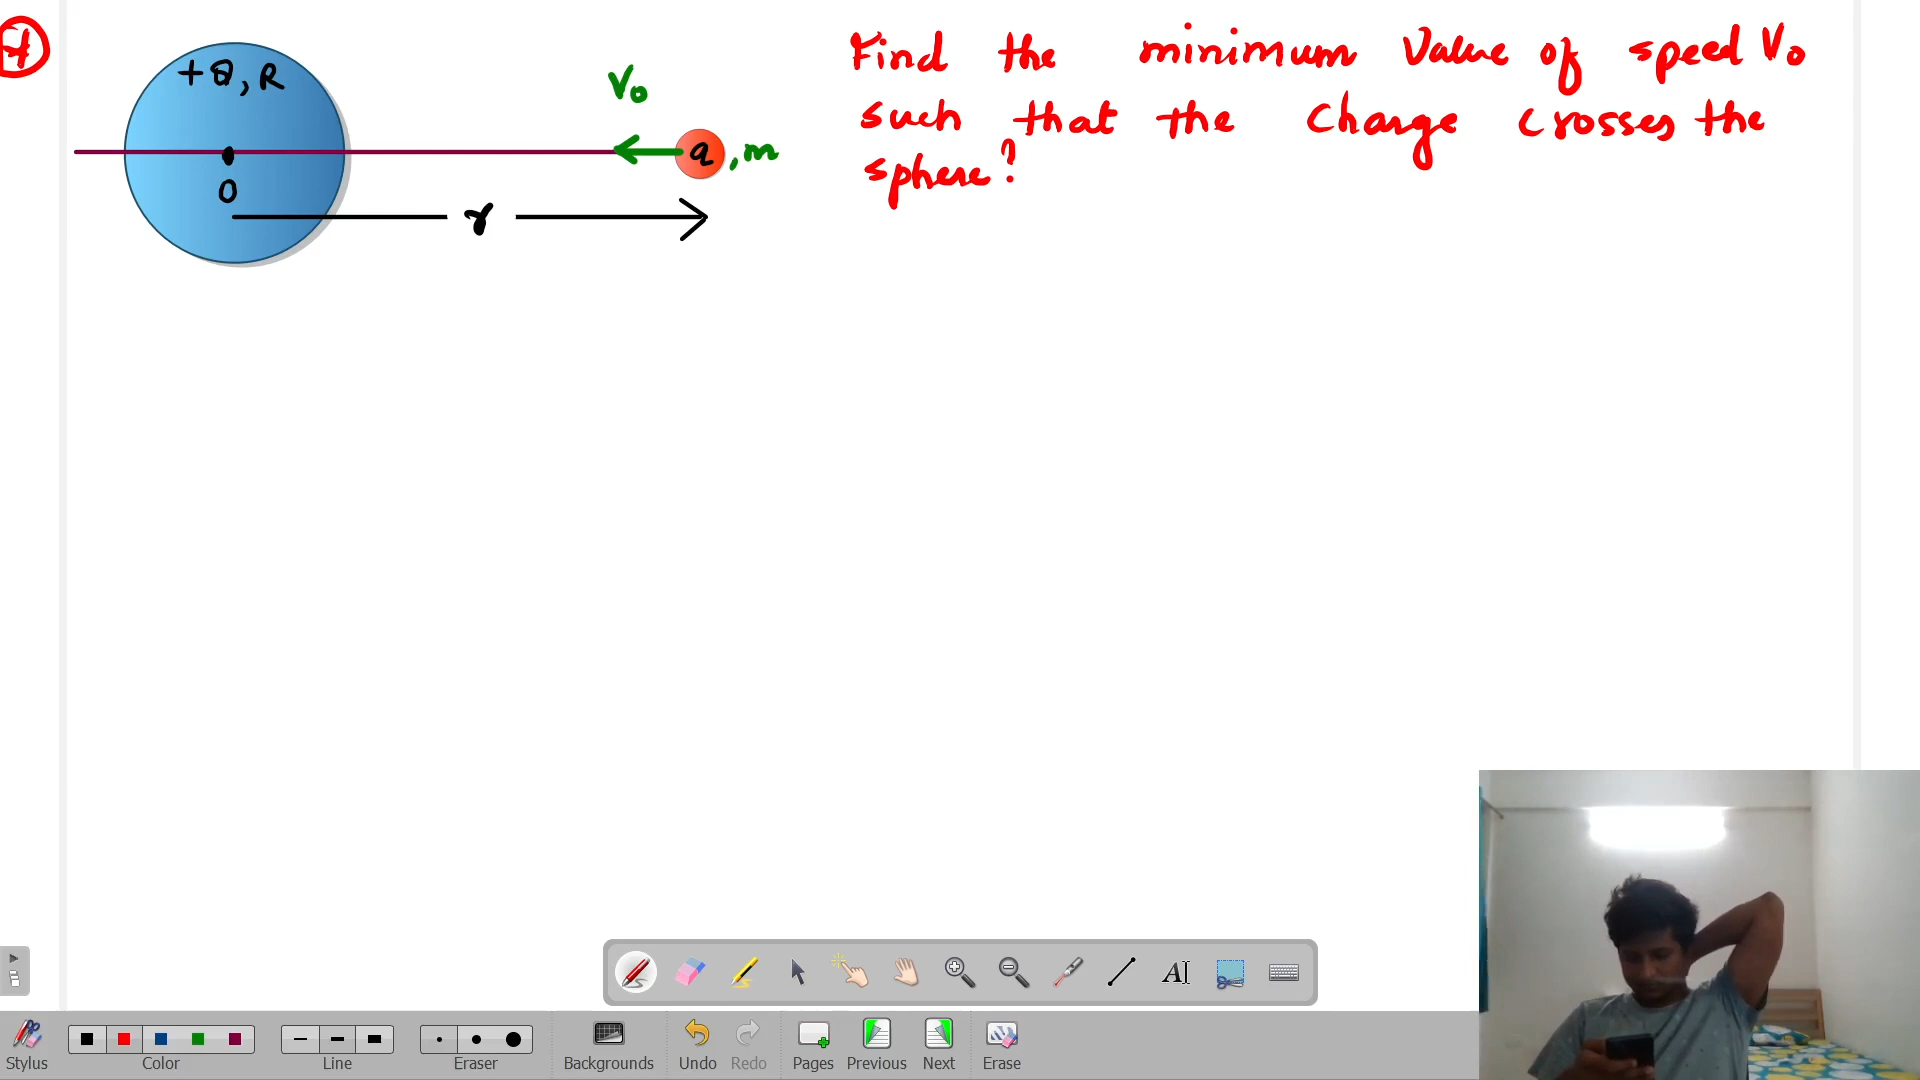 +Q, R
V₀
q, m
O
r
Find the minimum value of speed V₀
such that the charge crosses the
sphere?
AI
Stylus
Color
Line
Eraser
Backgrounds
Undo
Redo
Pages
Previous
Next
Erase